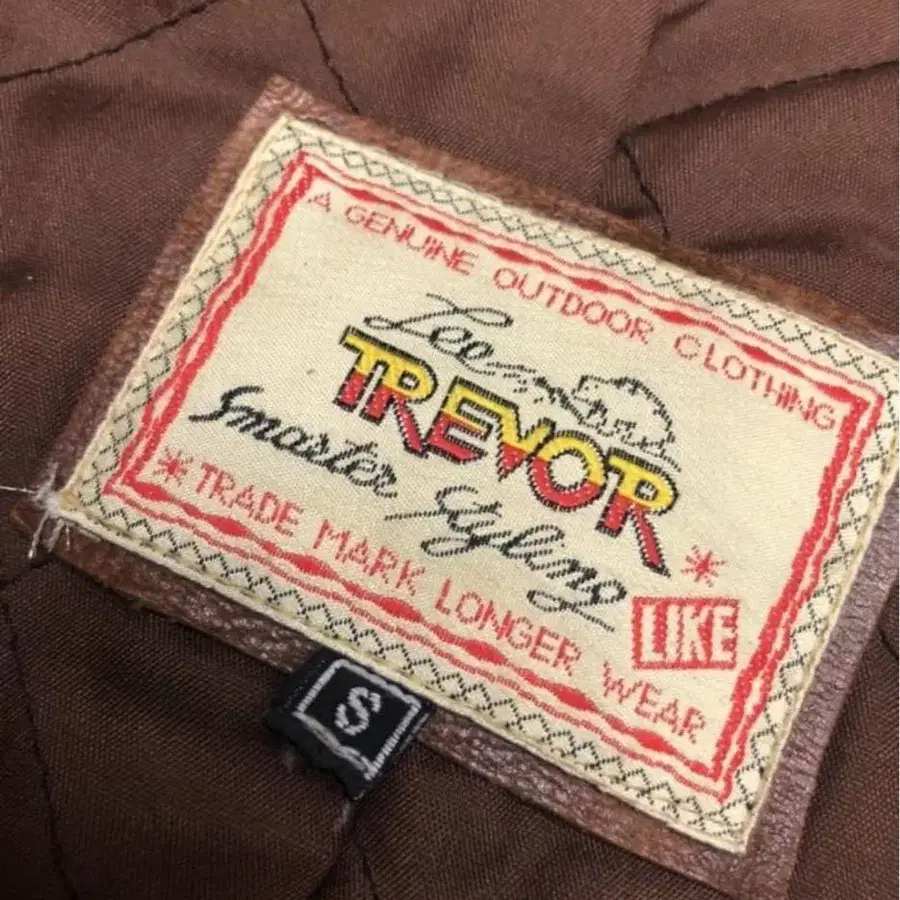 A GENUINE OUTDOOR CLOTHING
Lee
TREVOR
Smarter Styling
LIKE
* TRADE MARK LONGER WEAR *
S